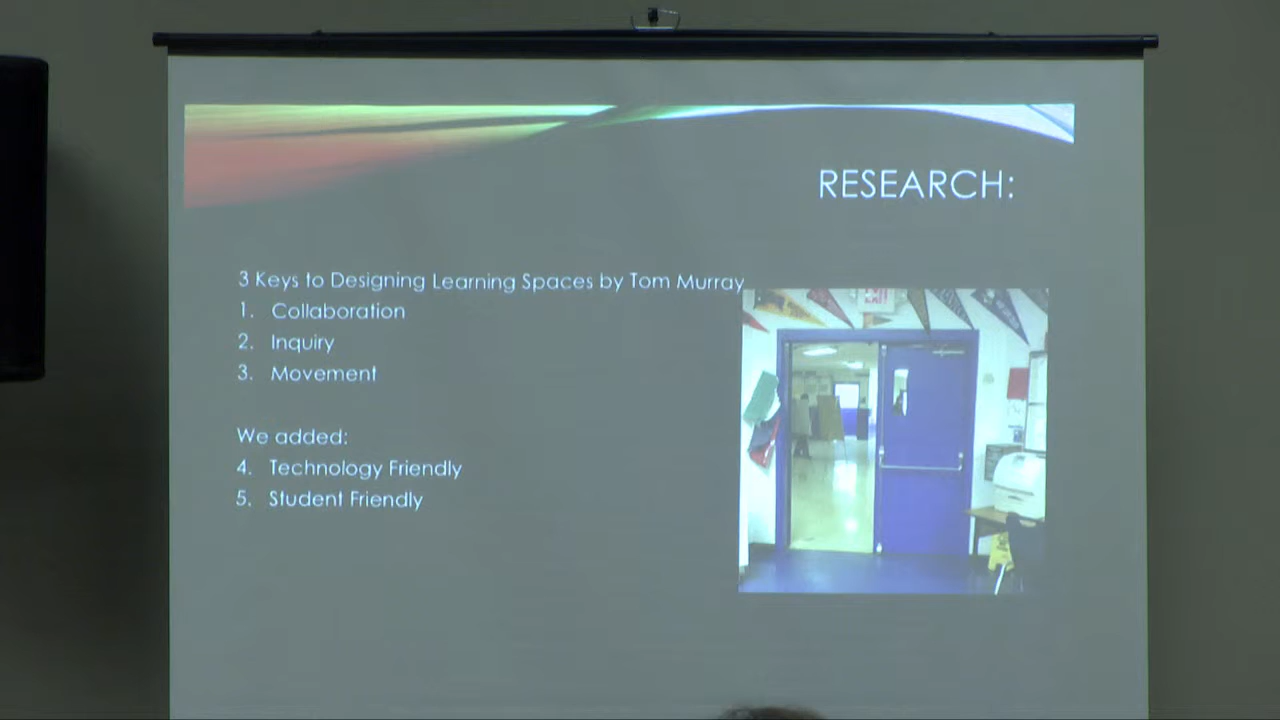 RESEARCH:
3 Keys to Designing Learning Spaces by Tom Murray
1. Collaboration
2. Inquiry
3. Movement
We added:
4. Technology Friendly
5. Student Friendly